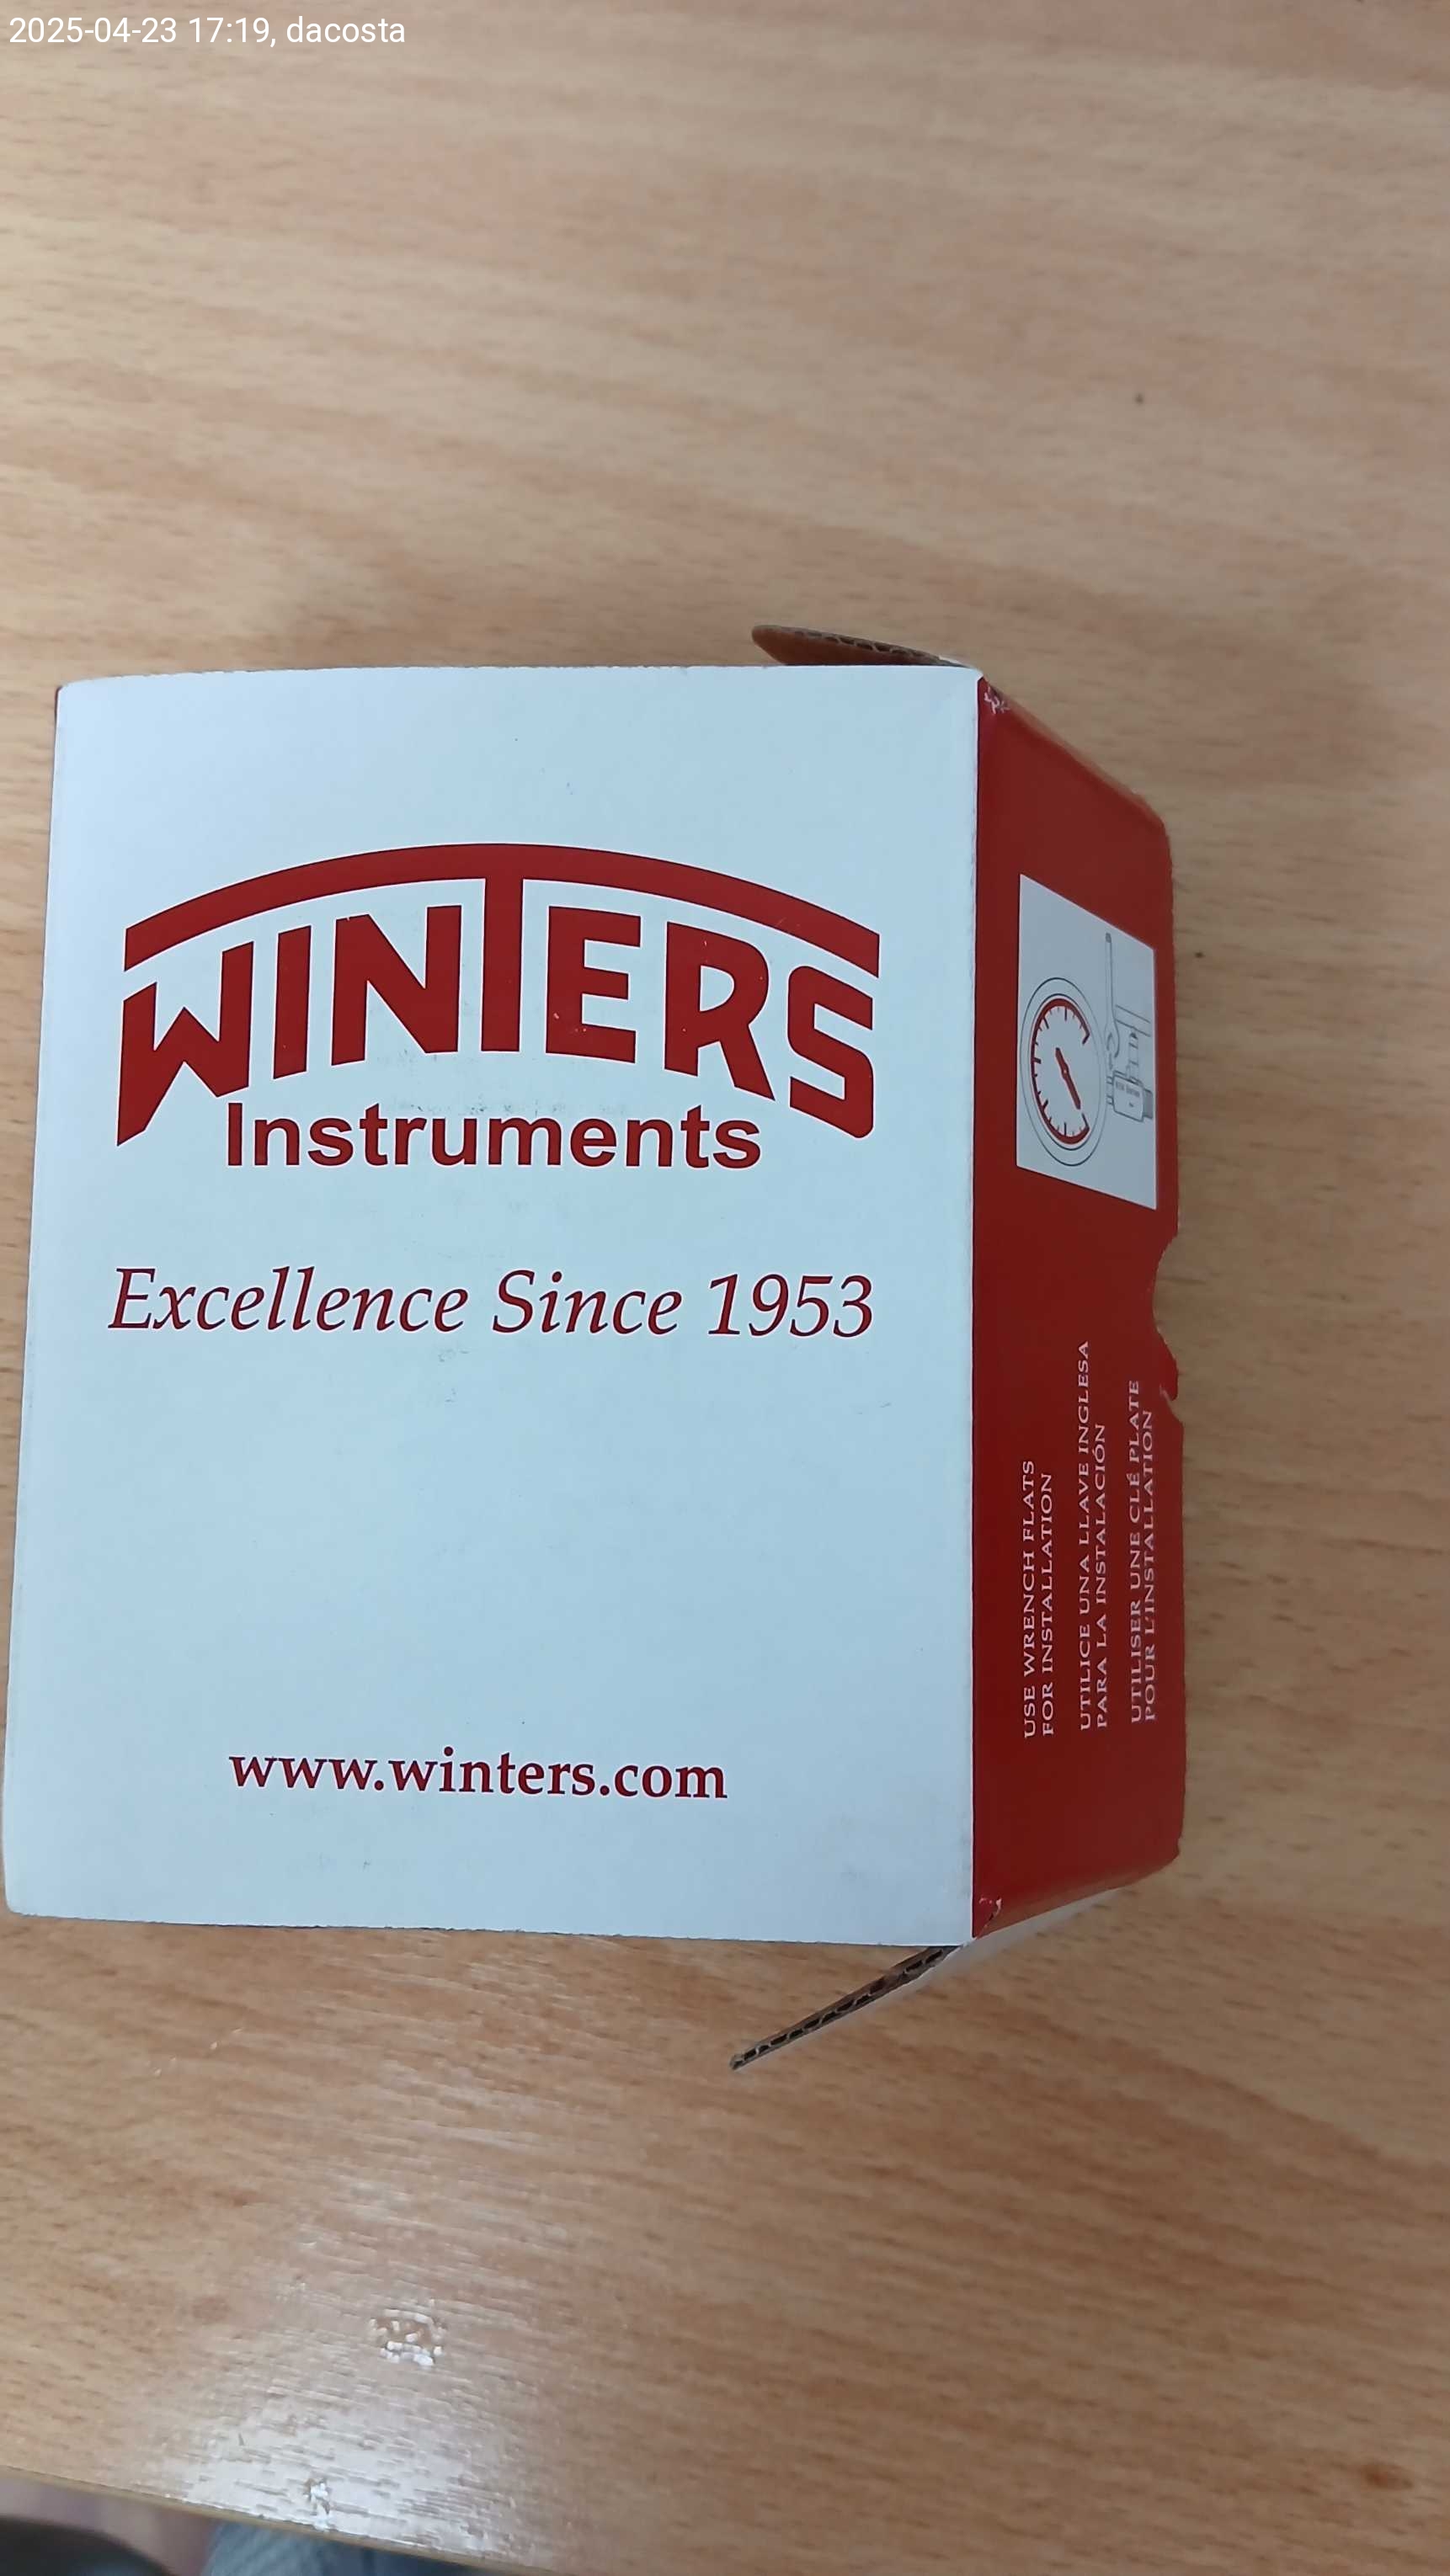 2025-04-23 17:19, dacosta
WINTERS
Instruments
Excellence Since 1953
www.winters.com
USE WRENCH FLATS
FOR INSTALLATION
UTILICE UNA LLAVE INGLESA
PARA LA INSTALACIÓN
UTILISER UNE CLÉ PLATE
POUR L'INSTALLATION